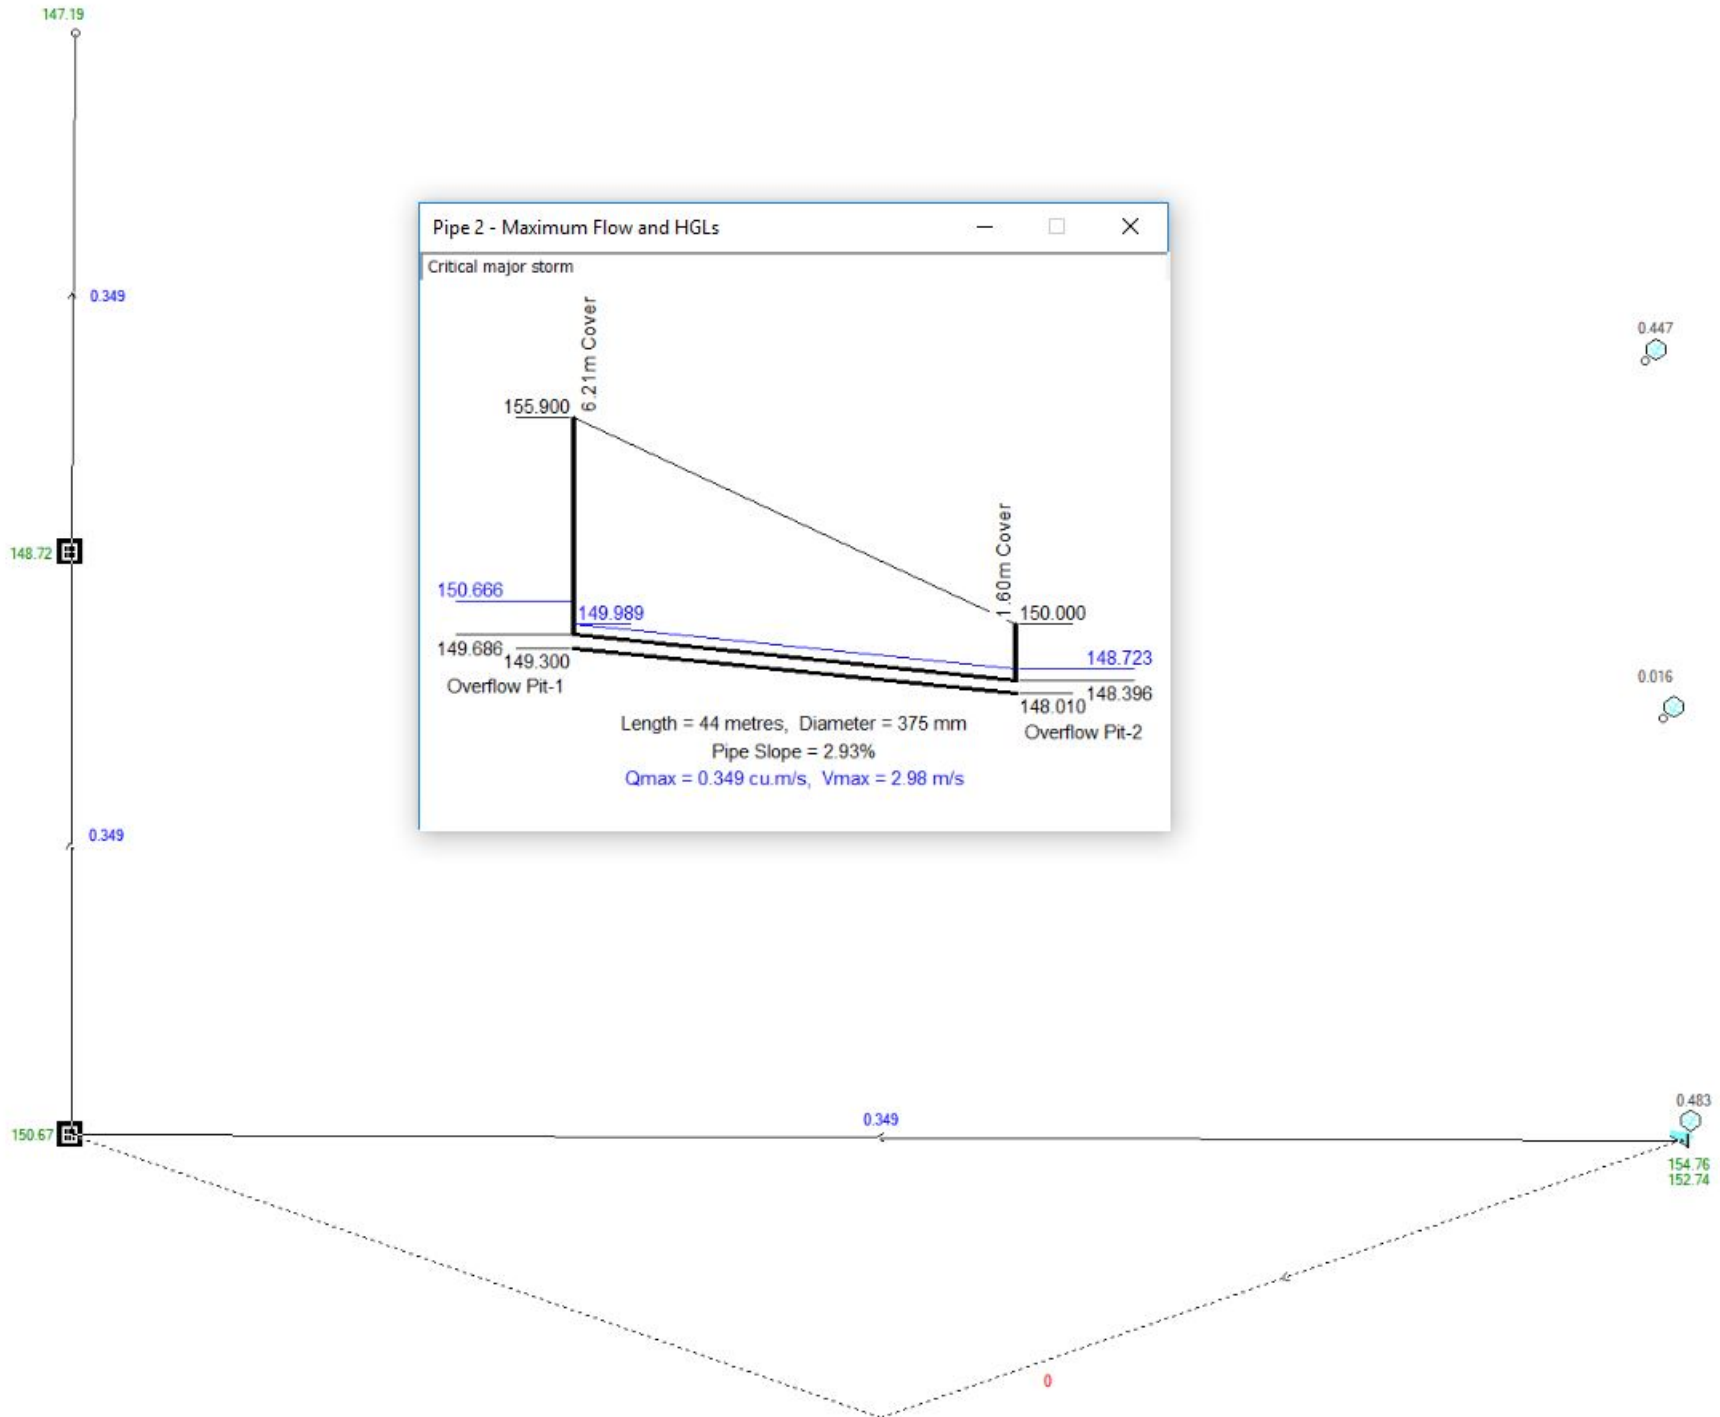 147.19
0.349
0.447
Pipe 2 - Maximum Flow and HGLs
Critical major storm
6.21m Cover
155.900
1.60m Cover
150.000
150.666
149.989
148.723
149.686
149.300
148.396
148.010
Overflow Pit-1
Overflow Pit-2
Length = 44 metres, Diameter = 375 mm
Pipe Slope = 2.93%
Qmax = 0.349 cu.m/s, Vmax = 2.98 m/s
148.72
0.016
0.349
0.483
0.349
150.67
154.76
152.74
0